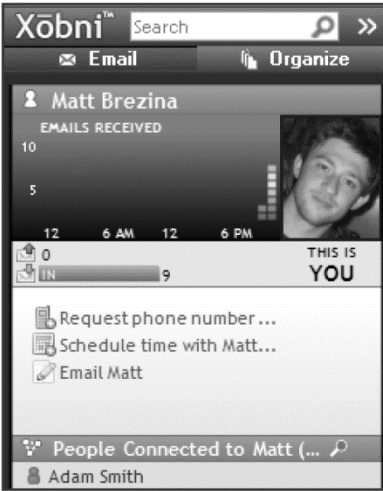 Xōbni™ Search »
Email Organize
Matt Brezina
EMAILS RECEIVED
10
5
12 6 AM 12 6 PM
0
IN 9
THIS IS
YOU
Request phone number...
Schedule time with Matt...
Email Matt
People Connected to Matt (...
Adam Smith